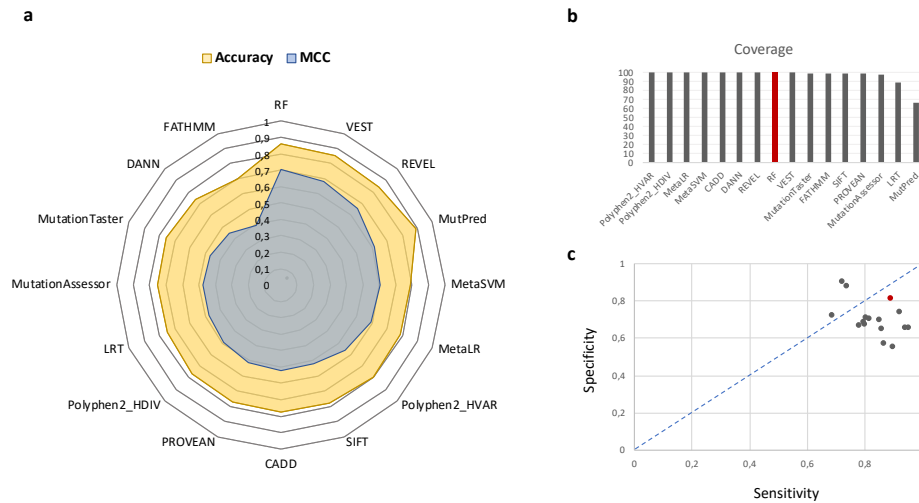 a
Accuracy MCC
RF
VEST
REVEL
MutPred
MetaSVM
MetaLR
Polyphen2_HVAR
SIFT
CADD
PROVEAN
Polyphen2_HDIV
LRT
MutationAssessor
MutationTaster
DANN
FATHMM
1
0,9
0,8
0,7
0,6
0,5
0,4
0,3
0,2
0,1
0
b
Coverage
100
90
80
70
60
50
40
30
20
10
0
Polyphen2_HVAR
Polyphen2_HDIV
MetaLR
MetaSVM
CADD
DANN
REVEL
RF
VEST
MutationTaster
FATHMM
SIFT
PROVEAN
MutationAssessor
LRT
MutPred
c
Specificity
1
0,8
0,6
0,4
0,2
0
0
0,2
0,4
0,6
0,8
Sensitivity